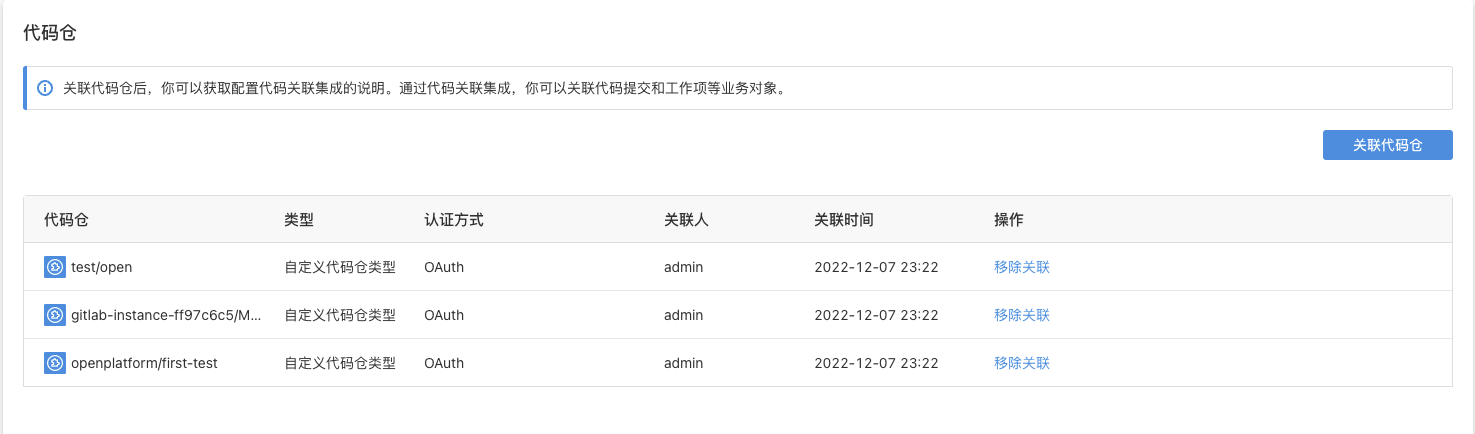 代码仓
关联代码仓后，你可以获取配置代码关联集成的说明。通过代码关联集成，你可以关联代码提交和工作项等业务对象。
关联代码仓
代码仓 类型 认证方式 关联人 关联时间 操作
test/open 自定义代码仓类型 OAuth admin 2022-12-07 23:22 移除关联
gitlab-instance-ff97c6c5/M... 自定义代码仓类型 OAuth admin 2022-12-07 23:22 移除关联
openplatform/first-test 自定义代码仓类型 OAuth admin 2022-12-07 23:22 移除关联